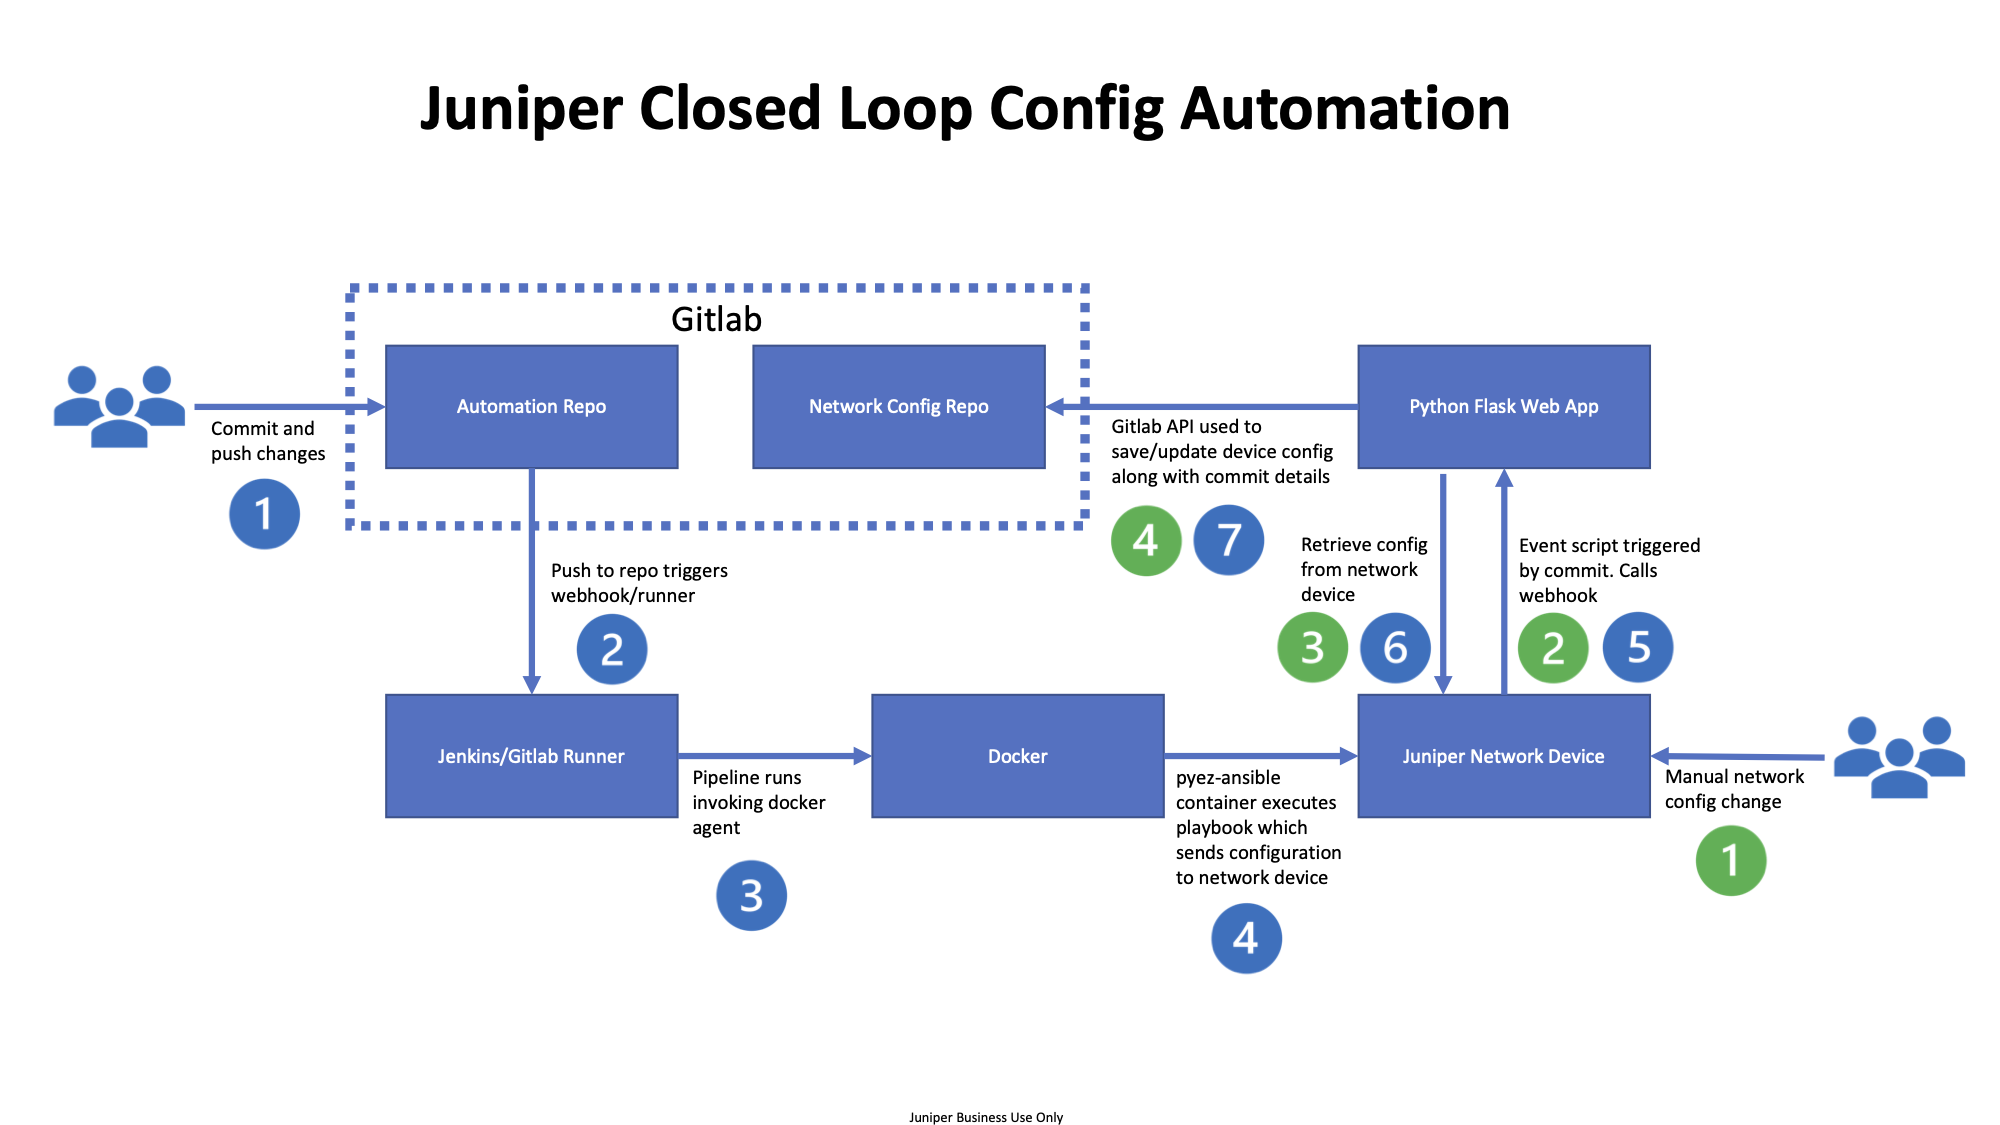 Juniper Closed Loop Config Automation
Gitlab
Automation Repo
Network Config Repo
Python Flask Web App
Commit and
push changes
1
Gitlab API used to
save/update device config
along with commit details
4
7
Push to repo triggers
webhook/runner
2
Retrieve config
from network
device
3
6
Event script triggered
by commit. Calls
webhook
2
5
Jenkins/Gitlab Runner
Docker
Juniper Network Device
Pipeline runs
invoking docker
agent
3
pyez-ansible
container executes
playbook which
sends configuration
to network device
4
Manual network
config change
1
Juniper Business Use Only